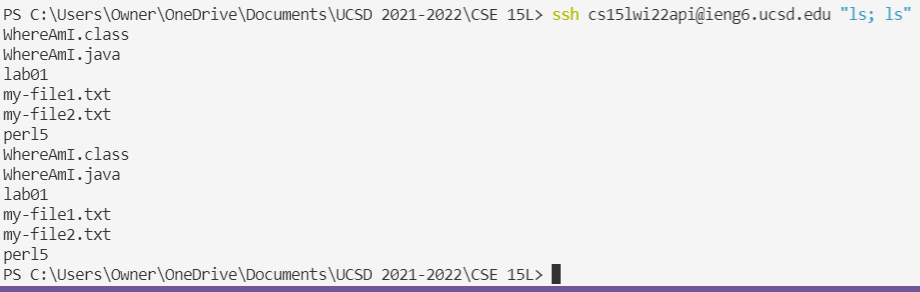 PS C:\Users\Owner\OneDrive\Documents\UCSD 2021-2022\CSE 15L> ssh cs15lwi22api@ieng6.ucsd.edu "ls; ls"
WhereAmI.class
WhereAmI.java
lab01
my-file1.txt
my-file2.txt
perl5
WhereAmI.class
WhereAmI.java
lab01
my-file1.txt
my-file2.txt
perl5
PS C:\Users\Owner\OneDrive\Documents\UCSD 2021-2022\CSE 15L>